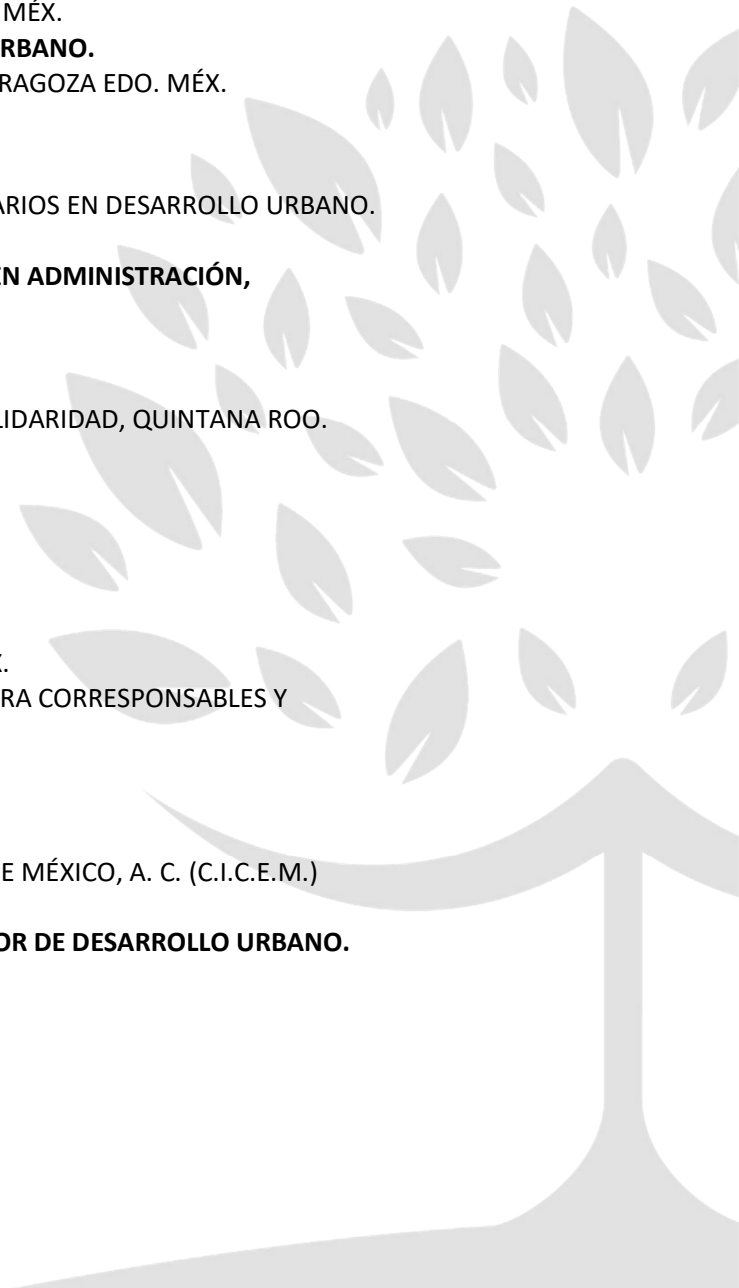 MÉX.
RBANO.
RAGOZA EDO. MÉX.
ARIOS EN DESARROLLO URBANO.
EN ADMINISTRACIÓN,
LIDARIDAD, QUINTANA ROO.
X.
RA CORRESPONSABLES Y
E MÉXICO, A. C. (C.I.C.E.M.)
OR DE DESARROLLO URBANO.